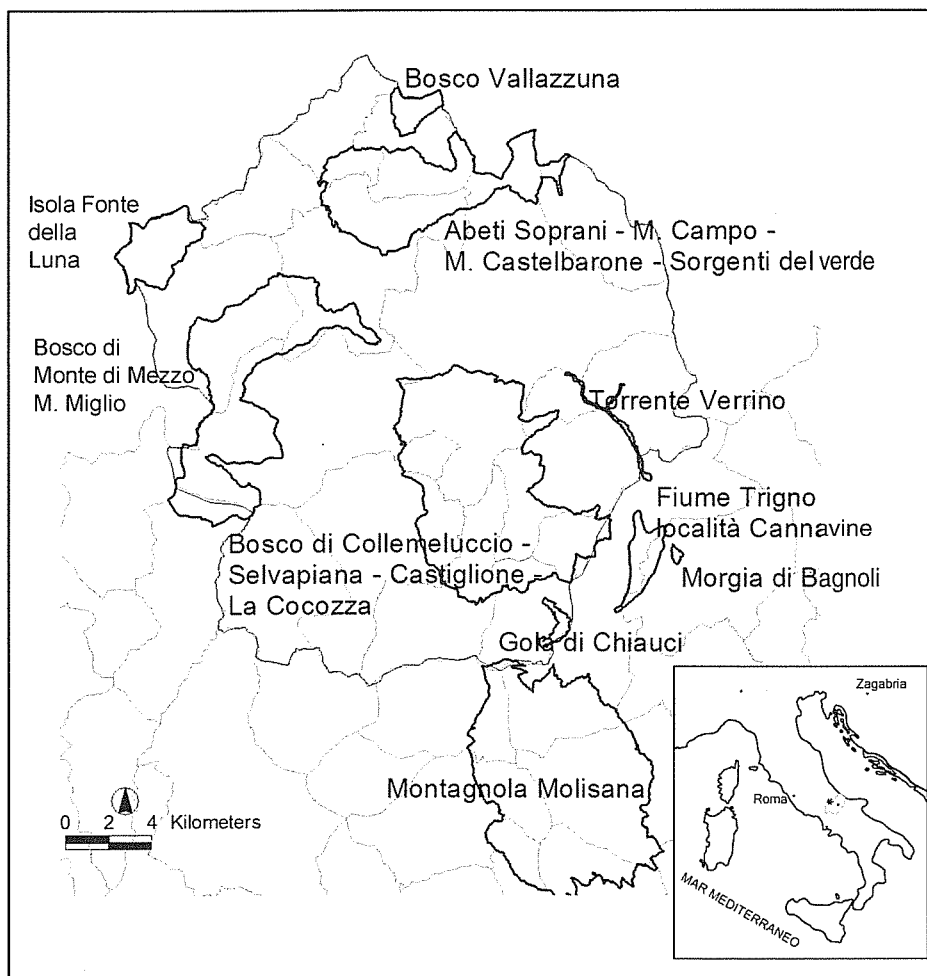 Bosco Vallazzuna
Isola Fonte
della
Luna
Abeti Soprani - M. Campo -
M. Castelbarone - Sorgenti del verde
Bosco di
Monte di Mezzo
M. Miglio
Torrente Verrino
Fiume Trigno
località Cannavine
Bosco di Collemeluccio -
Selvapiana - Castiglione -
La Cocozza
Morgia di Bagnoli
Gola di Chiauci
Montagnola Molisana
0 2 4 Kilometers
Zagabria
Roma
MAR MEDITERRANEO